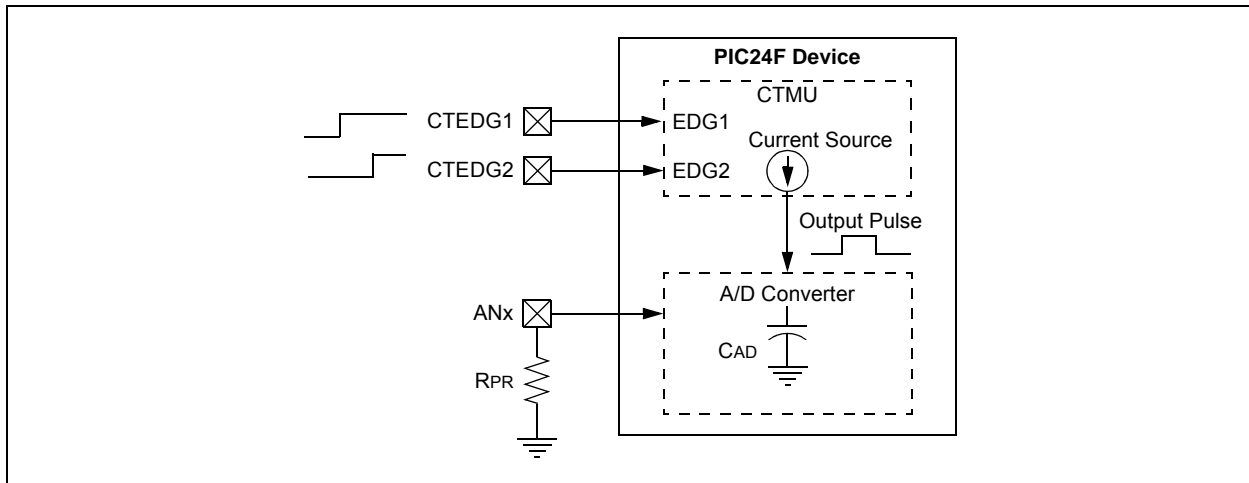 PIC24F Device
CTMU
CTEDG1
EDG1
Current Source
CTEDG2
EDG2
Output Pulse
A/D Converter
ANx
CAD
RPR